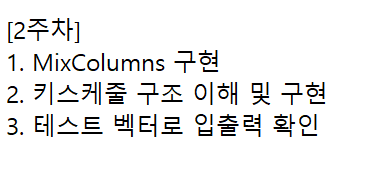 [2주차]
1. MixColumns 구현
2. 키스케줄 구조 이해 및 구현
3. 테스트 벡터로 입출력 확인